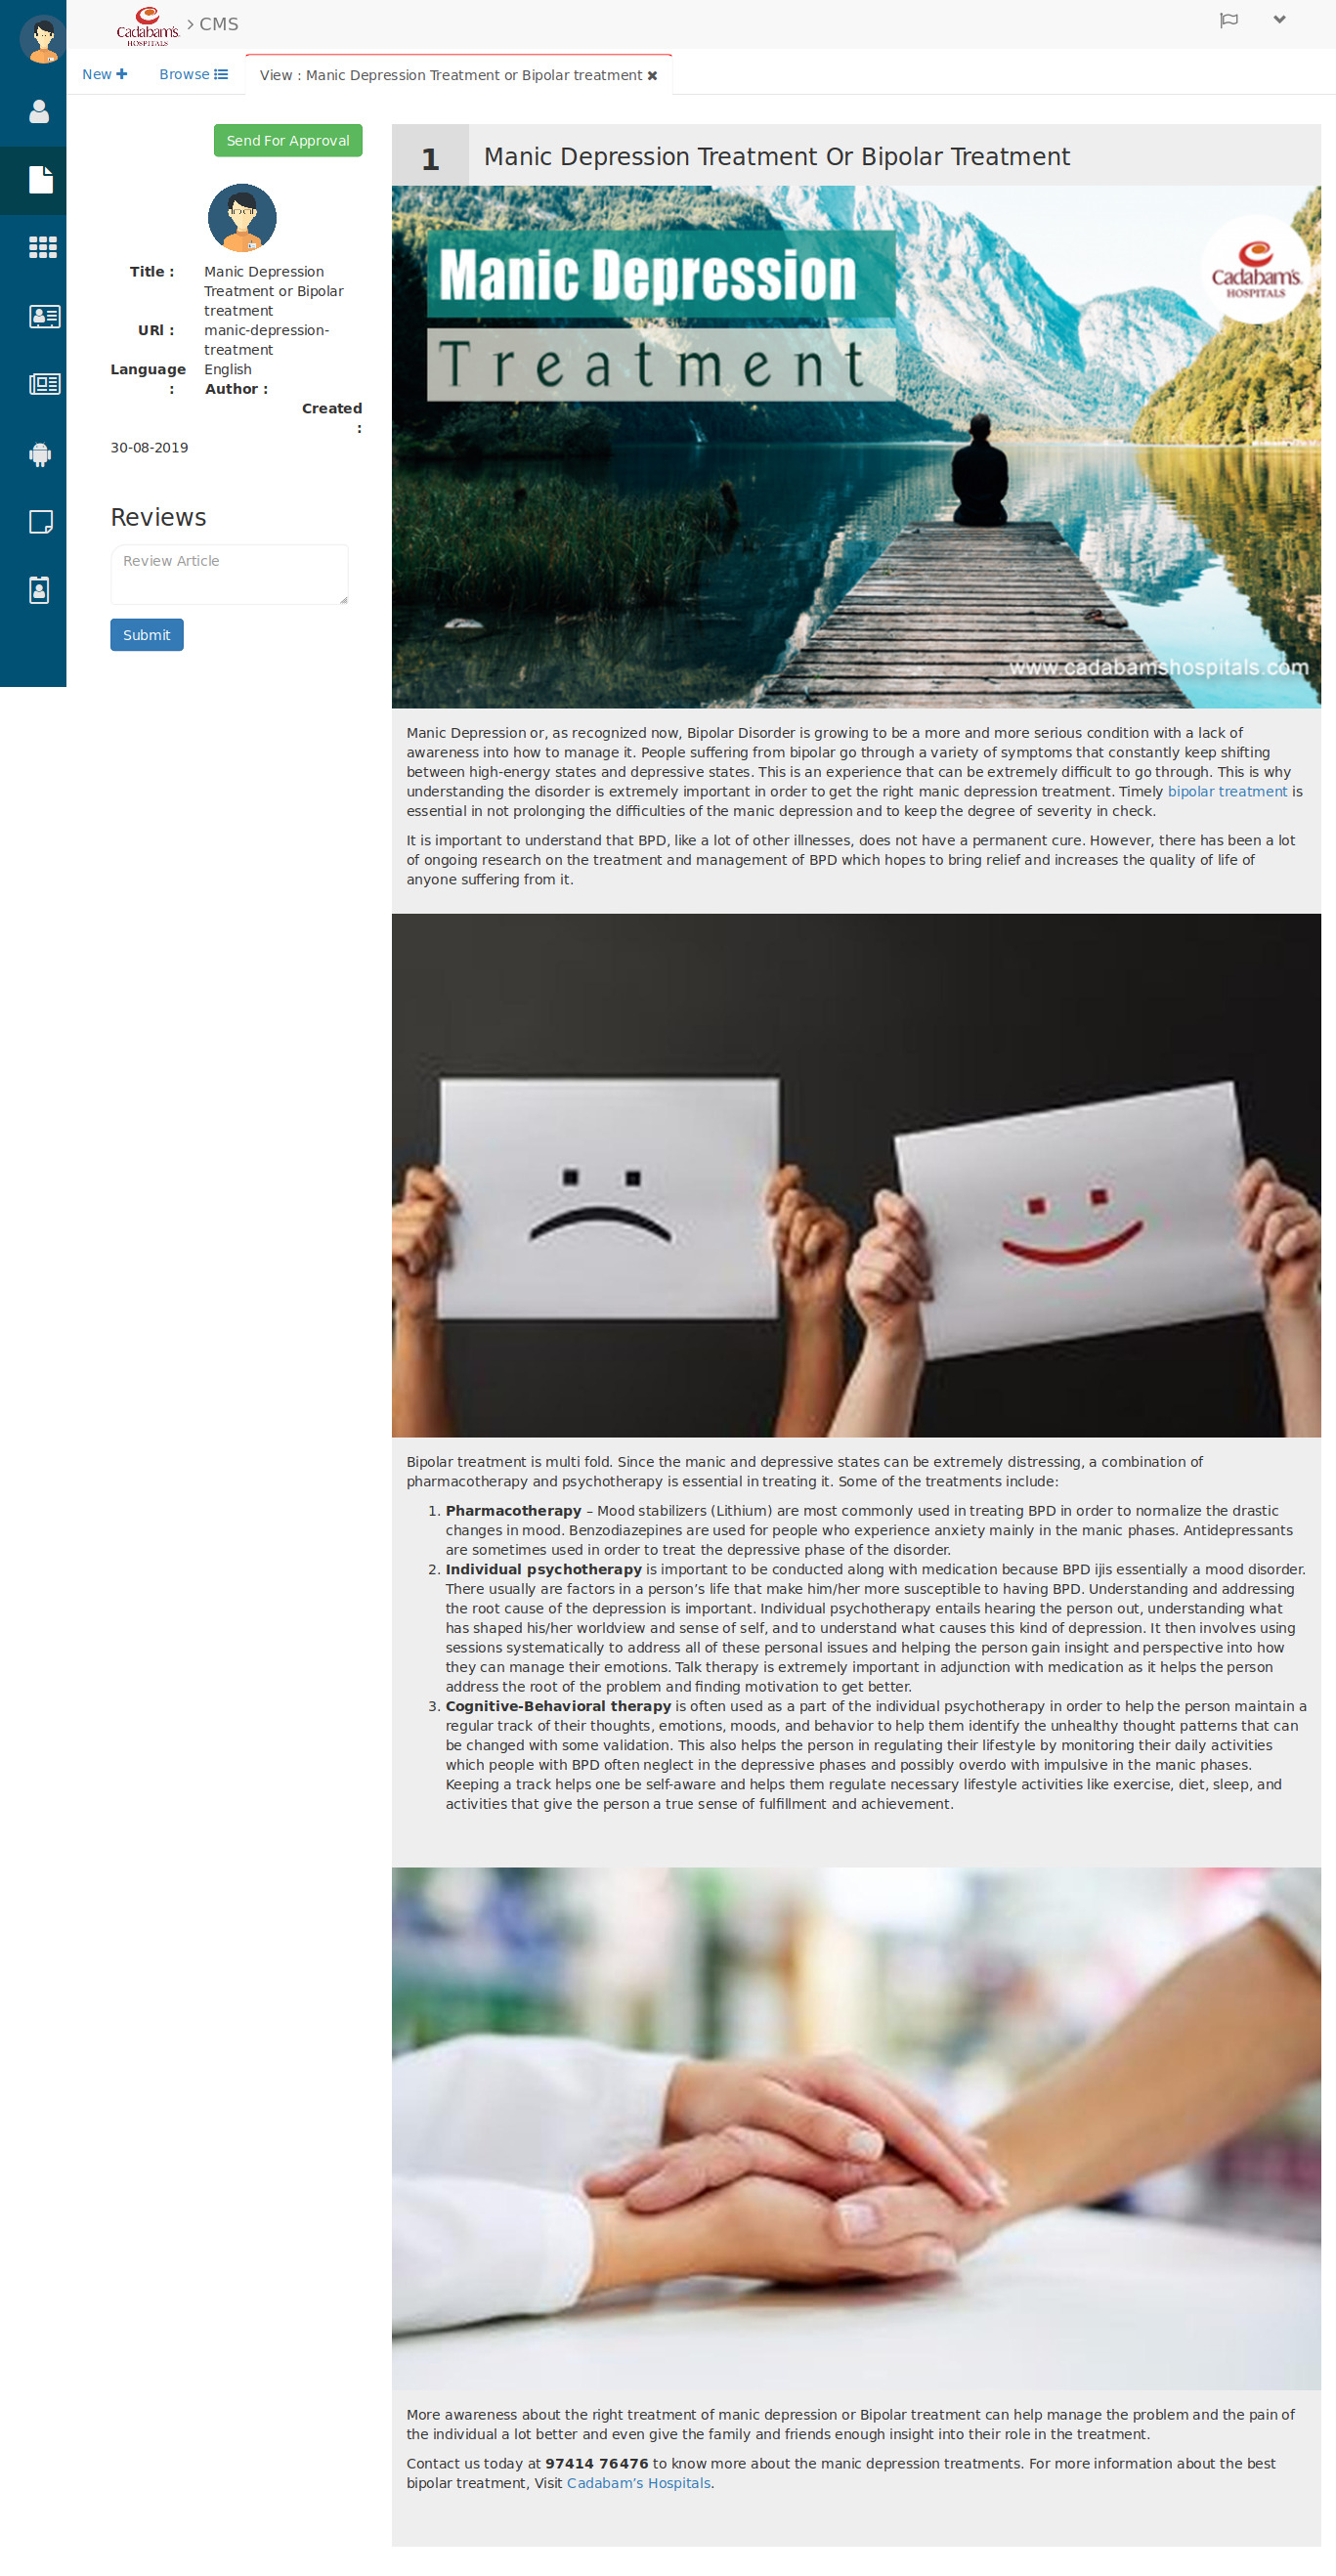 Cadabam's
HOSPITALS
CMS
New
Browse
View : Manic Depression Treatment or Bipolar treatment
Send For Approval
Title :
Manic Depression
Treatment or Bipolar
treatment
URl :
manic-depression-
treatment
Language
:
English
Author :
Created
:
30-08-2019
Reviews
Review Article
Submit
1
Manic Depression Treatment Or Bipolar Treatment
Manic Depression
Treatment
Cadabam's
HOSPITALS
www.cadabamshospitals.com
Manic Depression or, as recognized now, Bipolar Disorder is growing to be a more and more serious condition with a lack of
awareness into how to manage it. People suffering from bipolar go through a variety of symptoms that constantly keep shifting
between high-energy states and depressive states. This is an experience that can be extremely difficult to go through. This is why
understanding the disorder is extremely important in order to get the right manic depression treatment. Timely bipolar treatment is
essential in not prolonging the difficulties of the manic depression and to keep the degree of severity in check.
It is important to understand that BPD, like a lot of other illnesses, does not have a permanent cure. However, there has been a lot
of ongoing research on the treatment and management of BPD which hopes to bring relief and increases the quality of life of
anyone suffering from it.
Bipolar treatment is multi fold. Since the manic and depressive states can be extremely distressing, a combination of
pharmacotherapy and psychotherapy is essential in treating it. Some of the treatments include:
1. Pharmacotherapy – Mood stabilizers (Lithium) are most commonly used in treating BPD in order to normalize the drastic
changes in mood. Benzodiazepines are used for people who experience anxiety mainly in the manic phases. Antidepressants
are sometimes used in order to treat the depressive phase of the disorder.
2. Individual psychotherapy is important to be conducted along with medication because BPD ijis essentially a mood disorder.
There usually are factors in a person's life that make him/her more susceptible to having BPD. Understanding and addressing
the root cause of the depression is important. Individual psychotherapy entails hearing the person out, understanding what
has shaped his/her worldview and sense of self, and to understand what causes this kind of depression. It then involves using
sessions systematically to address all of these personal issues and helping the person gain insight and perspective into how
they can manage their emotions. Talk therapy is extremely important in adjunction with medication as it helps the person
address the root of the problem and finding motivation to get better.
3. Cognitive-Behavioral therapy is often used as a part of the individual psychotherapy in order to help the person maintain a
regular track of their thoughts, emotions, moods, and behavior to help them identify the unhealthy thought patterns that can
be changed with some validation. This also helps the person in regulating their lifestyle by monitoring their daily activities
which people with BPD often neglect in the depressive phases and possibly overdo with impulsive in the manic phases.
Keeping a track helps one be self-aware and helps them regulate necessary lifestyle activities like exercise, diet, sleep, and
activities that give the person a true sense of fulfillment and achievement.
More awareness about the right treatment of manic depression or Bipolar treatment can help manage the problem and the pain of
the individual a lot better and even give the family and friends enough insight into their role in the treatment.
Contact us today at 97414 76476 to know more about the manic depression treatments. For more information about the best
bipolar treatment, Visit Cadabam's Hospitals.